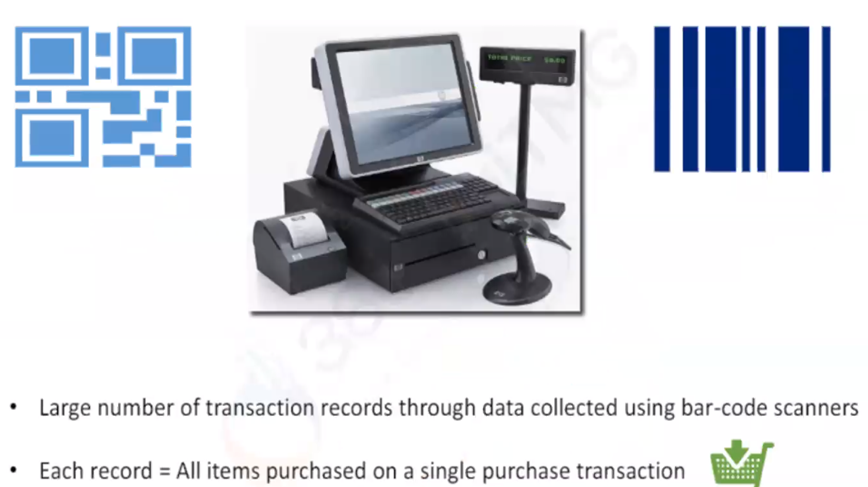 TOTAL PRICE
• Large number of transaction records through data collected using bar-code scanners
• Each record = All items purchased on a single purchase transaction